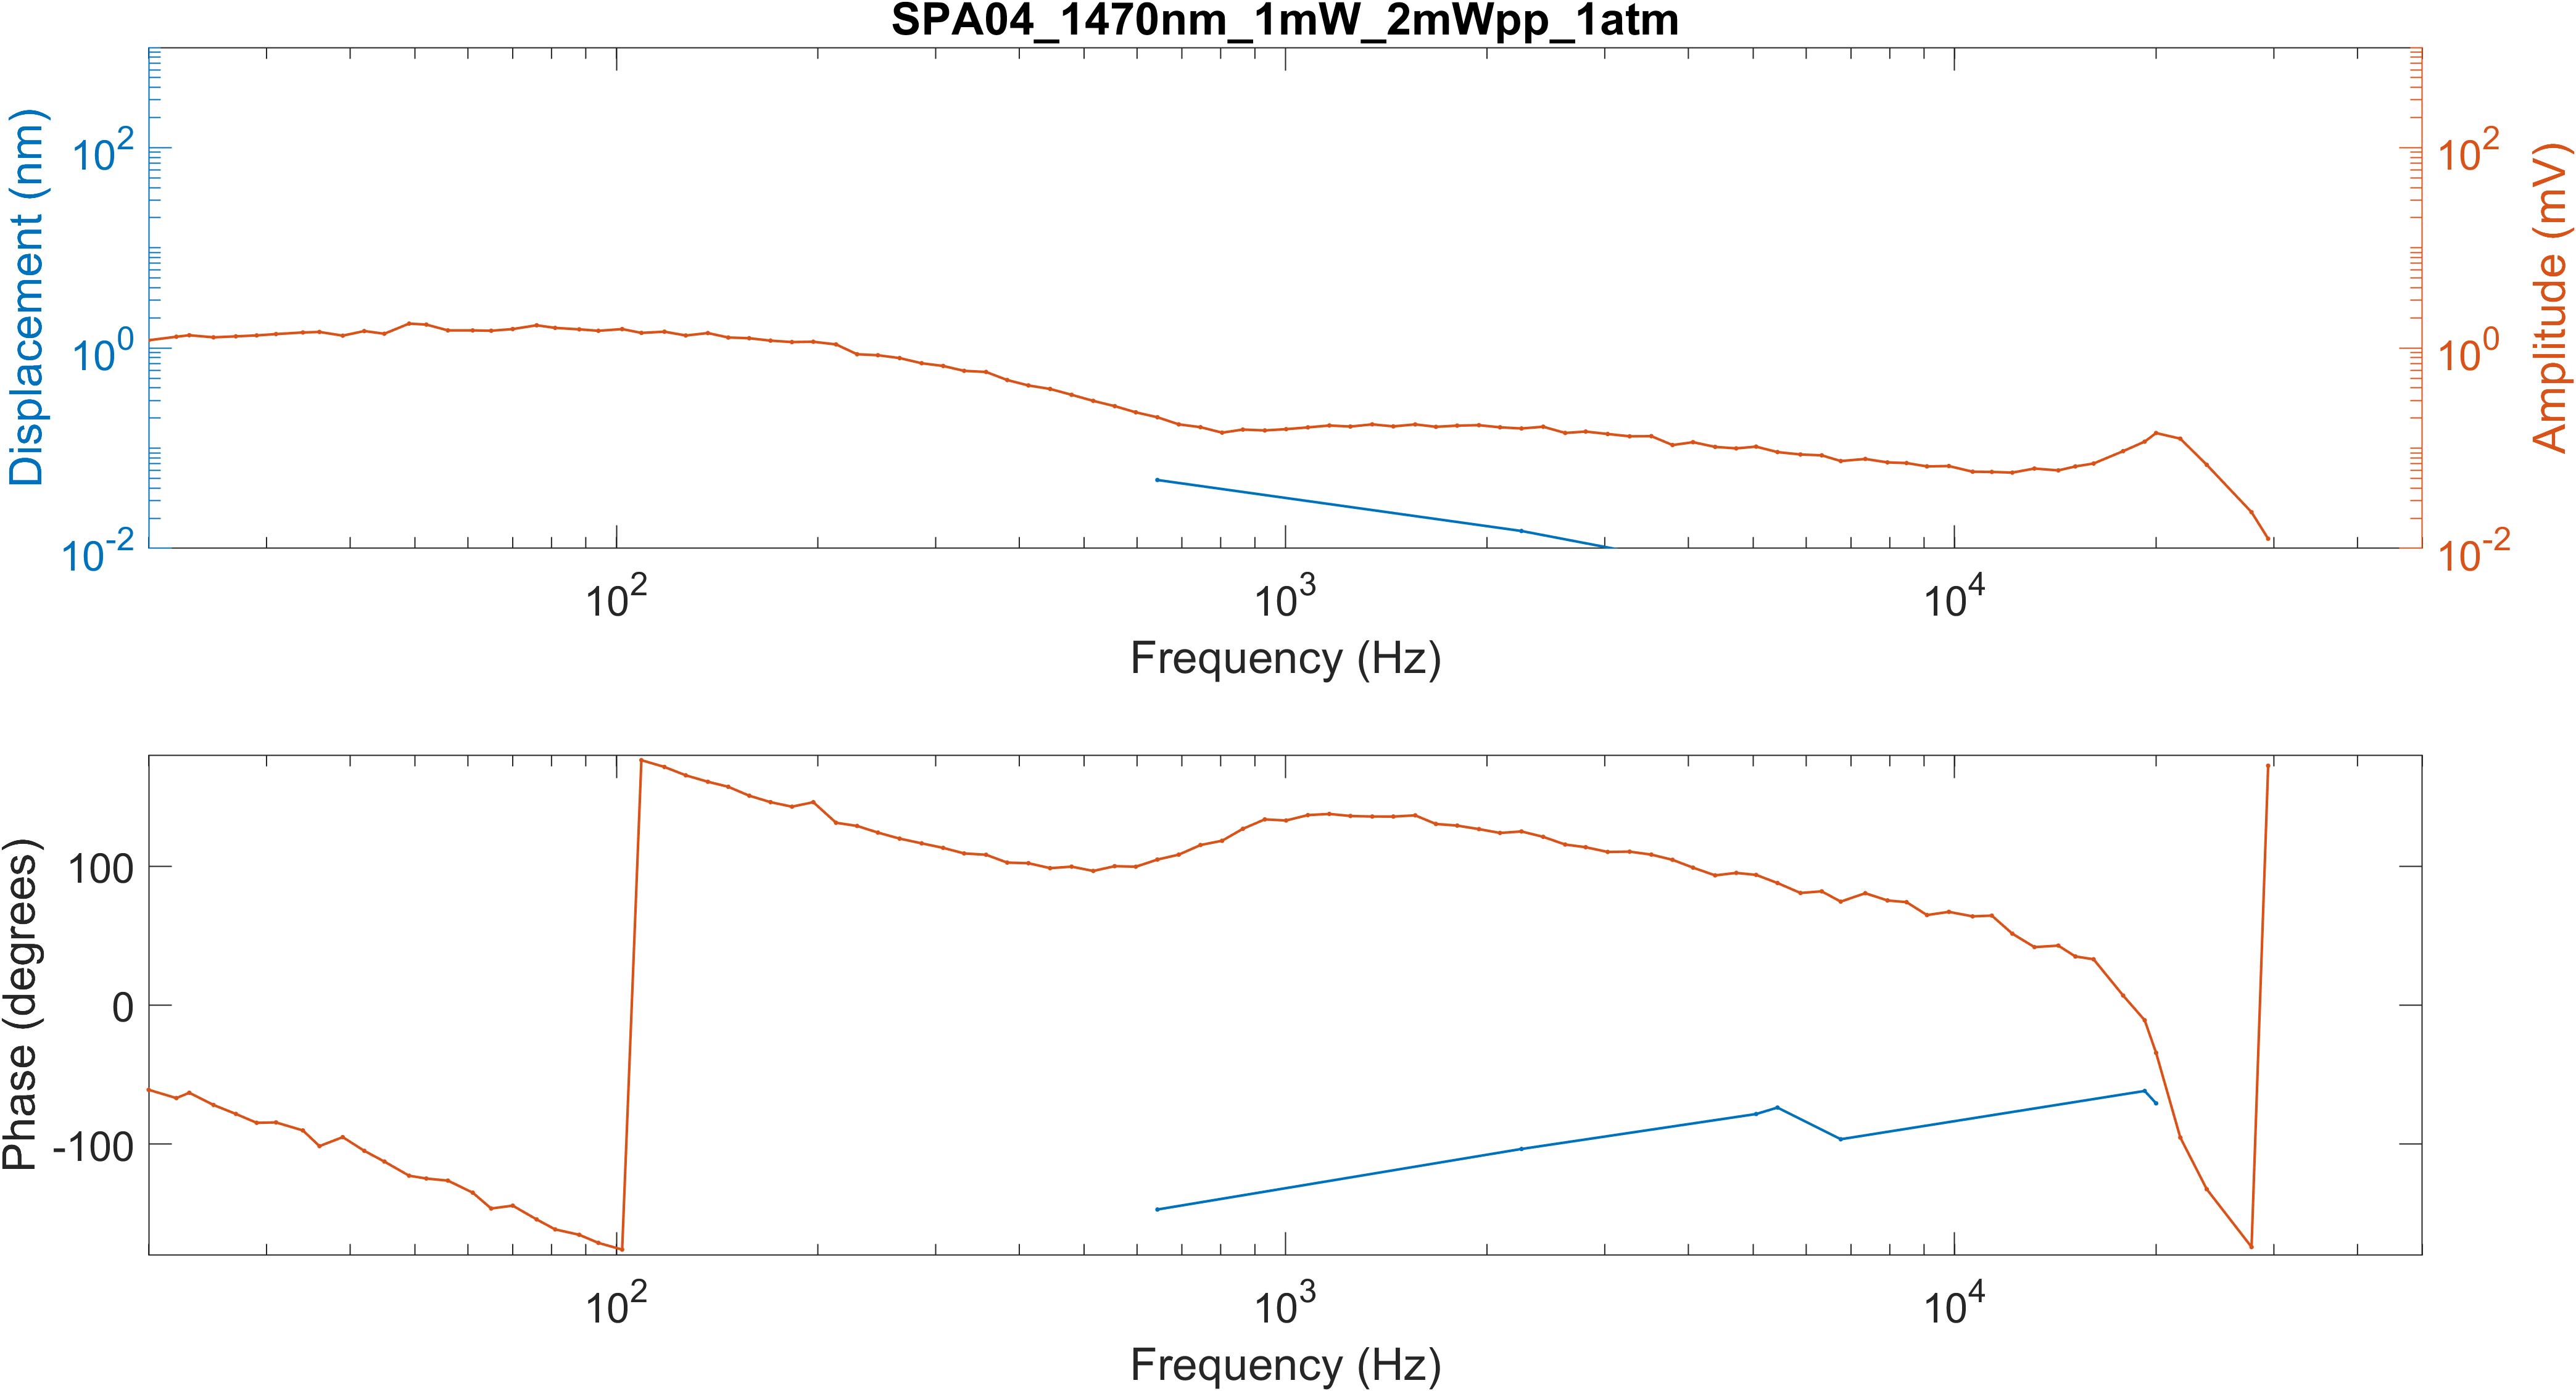 SPA04_1470nm_1mW_2mWpp_1atm
Displacement (nm)
10^2
10^0
10^-2
Amplitude (mV)
10^2
10^0
10^-2
10^2 10^3 10^4
Frequency (Hz)
Phase (degrees)
100
0
-100
10^2 10^3 10^4
Frequency (Hz)